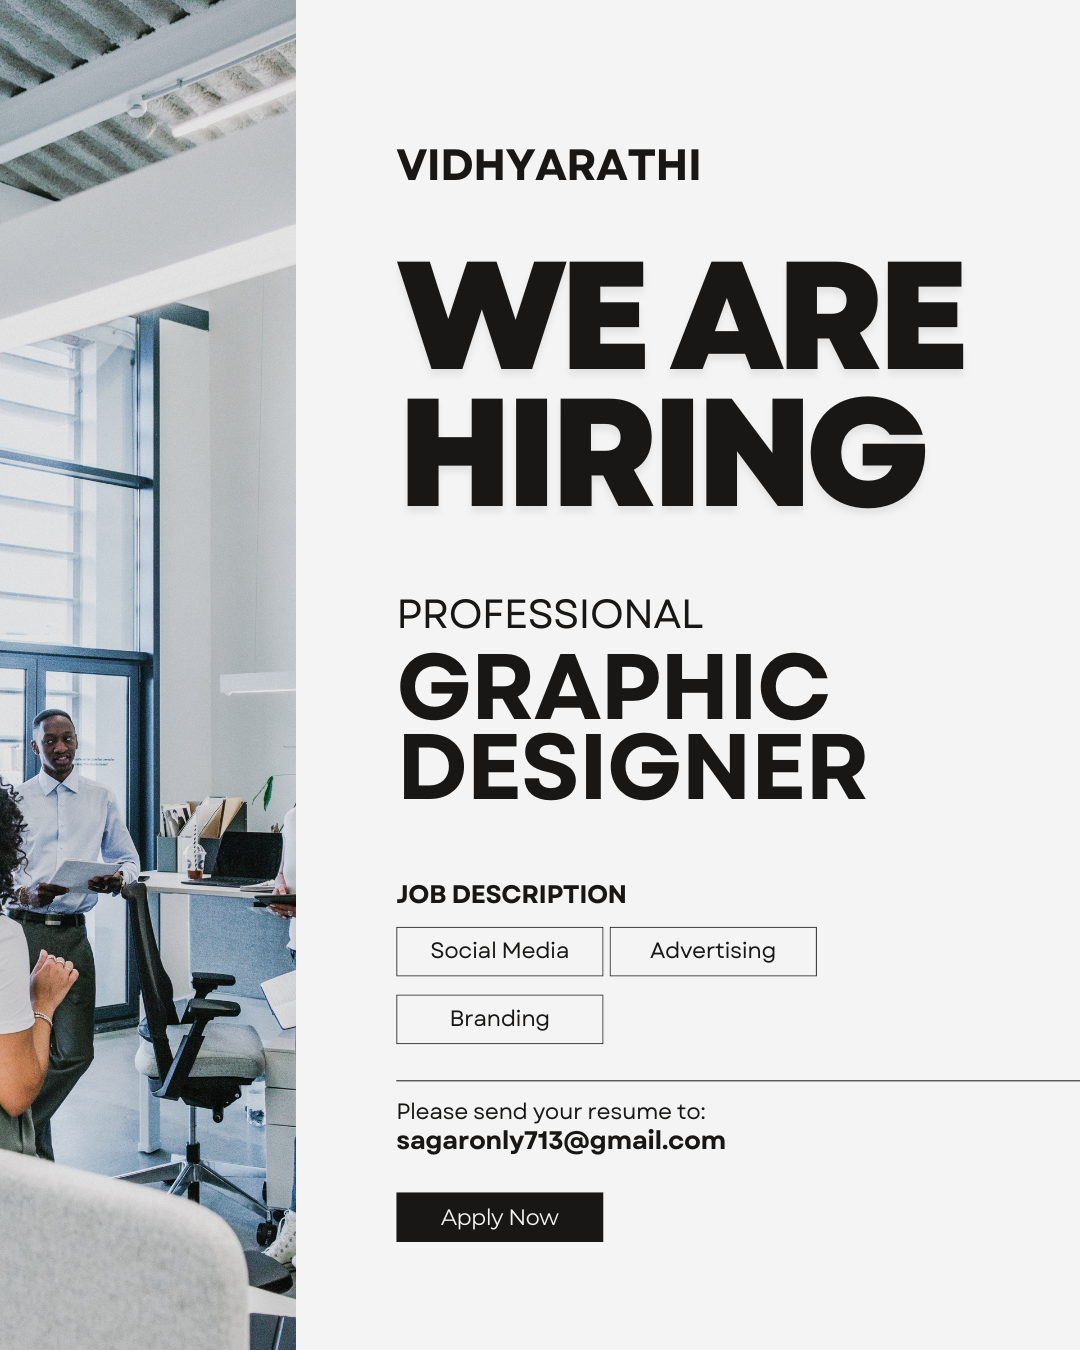 VIDHYARATHI
WE ARE
HIRING
PROFESSIONAL
GRAPHIC
DESIGNER
JOB DESCRIPTION
Social Media
Advertising
Branding
Please send your resume to:
sagaronly713@gmail.com
Apply Now